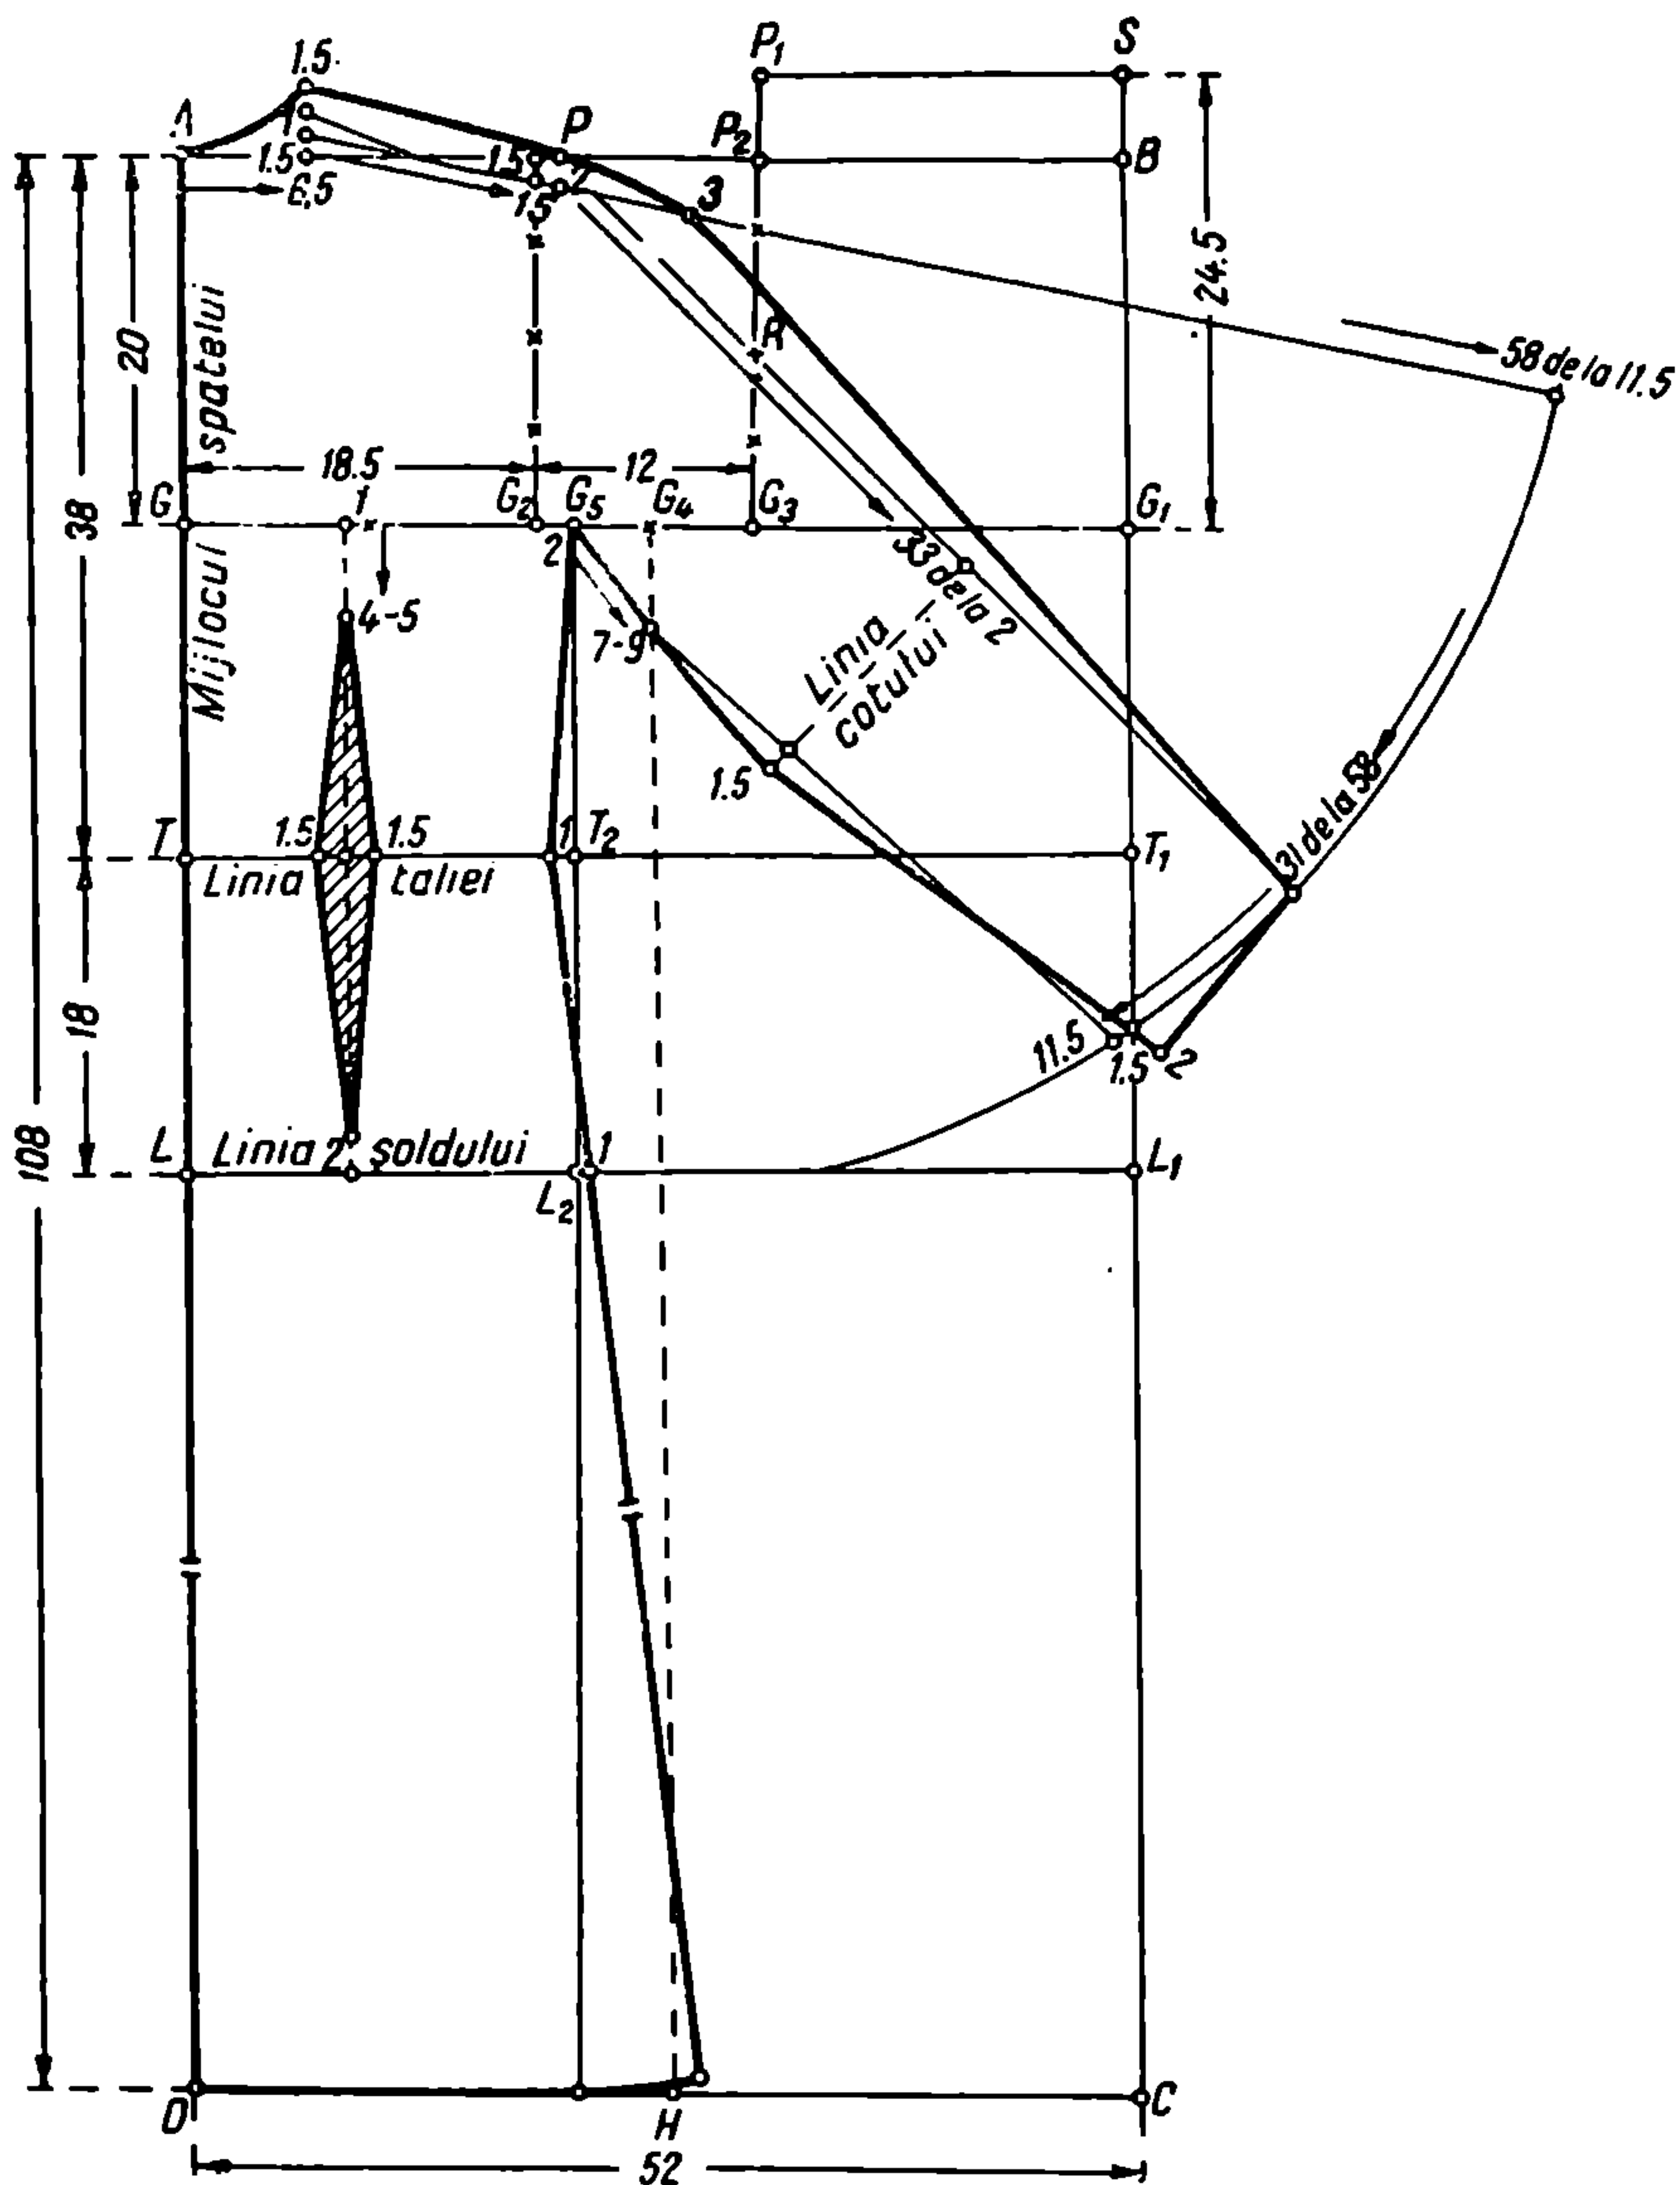 P1
S
1.5
A
1
P
P2
B
1.5
1.5
6,5
1.5
2
3
24.5
20
38
108
18
spatelui
Mijlocul
R
58 de la 11.5
18.5
12
G
1
G2
G5
G4
G3
G1
2
4-5
7-9
de la 2
Linia
cotului
1.5
T
1.5
1.5
1
T2
T1
Linia taliei
31 de la 58
11.5
1.5
2
L
Linia 2 soldului
1
L1
L2
D
H
C
52